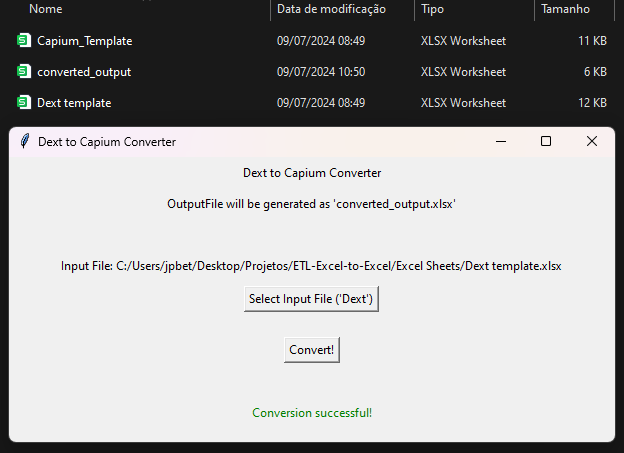 Nome Data de modificação Tipo Tamanho
Capium_Template 09/07/2024 08:49 XLSX Worksheet 11 KB
converted_output 09/07/2024 10:50 XLSX Worksheet 6 KB
Dext template 09/07/2024 08:49 XLSX Worksheet 12 KB
Dext to Capium Converter
Dext to Capium Converter
OutputFile will be generated as 'converted_output.xlsx'
Input File: C:/Users/jpbet/Desktop/Projetos/ETL-Excel-to-Excel/Excel Sheets/Dext template.xlsx
Select Input File ('Dext')
Convert!
Conversion successful!